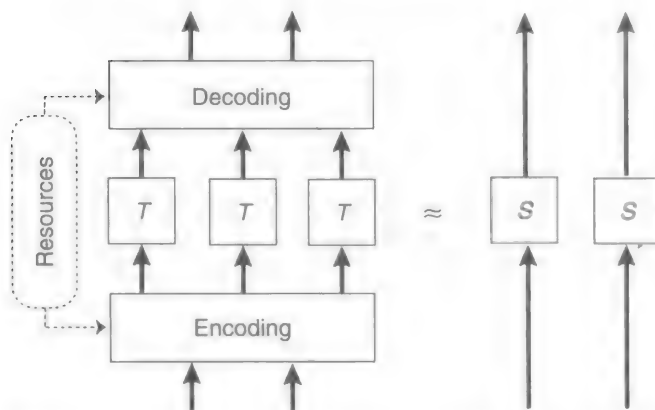 Decoding
Resources
T T T ≈ S S
Encoding